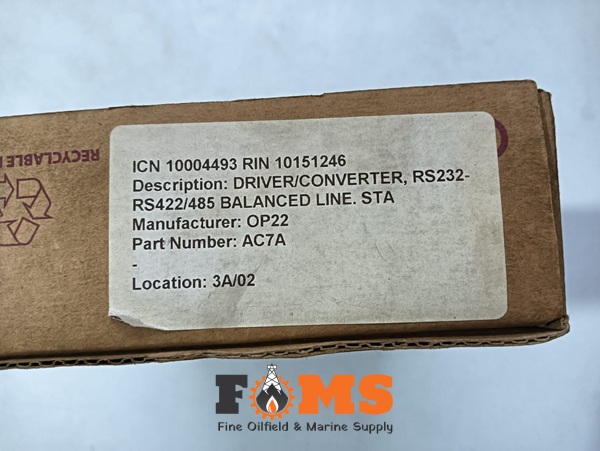 RECYCLABLE
ICN 10004493 RIN 10151246
Description: DRIVER/CONVERTER, RS232-
RS422/485 BALANCED LINE. STA
Manufacturer: OP22
Part Number: AC7A
-
Location: 3A/02
FOMS
Fine Oilfield & Marine Supply